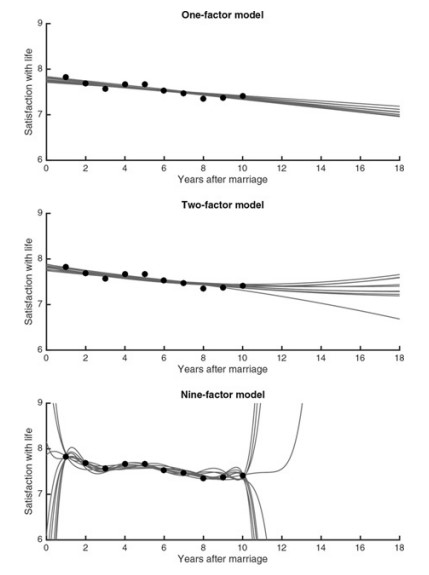 One-factor model
9
8
7
6
Satisfaction with life
0 2 4 6 8 10 12 14 16 18
Years after marriage
Two-factor model
9
8
7
6
Satisfaction with life
0 2 4 6 8 10 12 14 16 18
Years after marriage
Nine-factor model
9
8
7
6
Satisfaction with life
0 2 4 6 8 10 12 14 16 18
Years after marriage